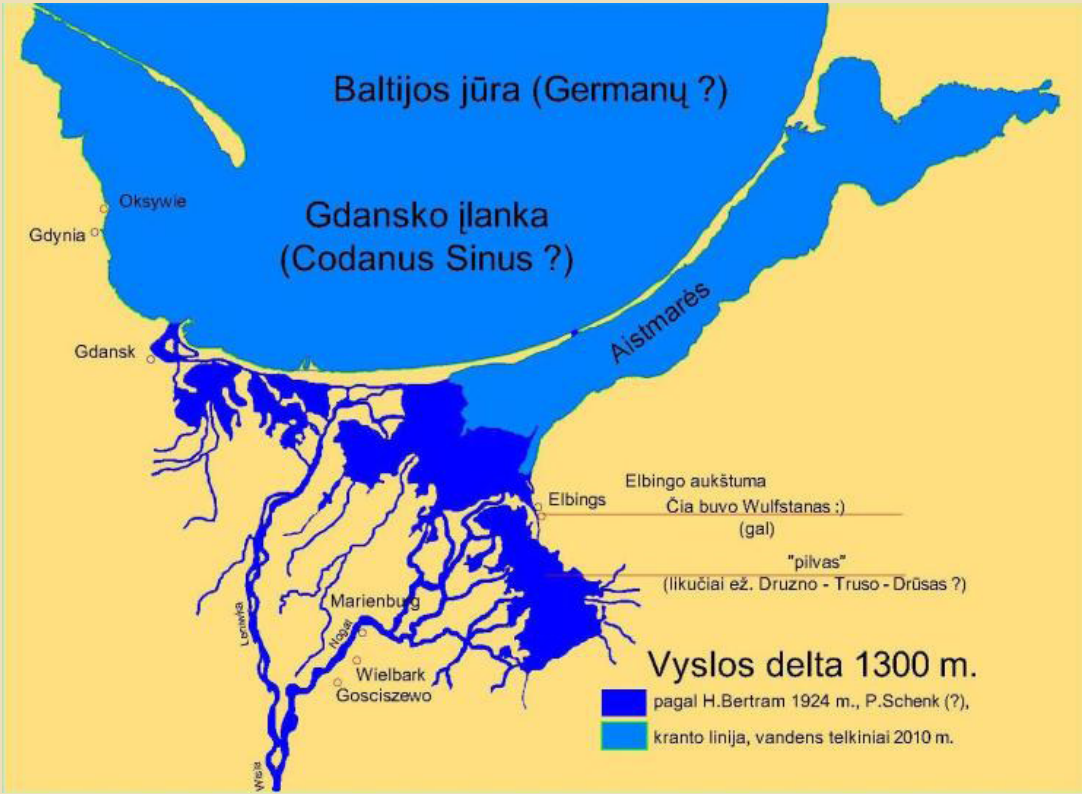 Baltijos jūra (Germanų ?)
Gdansko įlanka
(Codanus Sinus ?)
Oksywie
Gdynia
Gdansk
Aistmarės
Elbings
Elbingo aukštuma
Čia buvo Wulfstanas :)
(gal)
"pilvas"
(likučiai ež. Druzno - Truso - Drūsas ?)
Marienburg
Nogat
Leniwka
Wielbark
Gosciszewo
Wisla
Vyslos delta 1300 m.
pagal H.Bertram 1924 m., P.Schenk (?),
kranto linija, vandens telkiniai 2010 m.